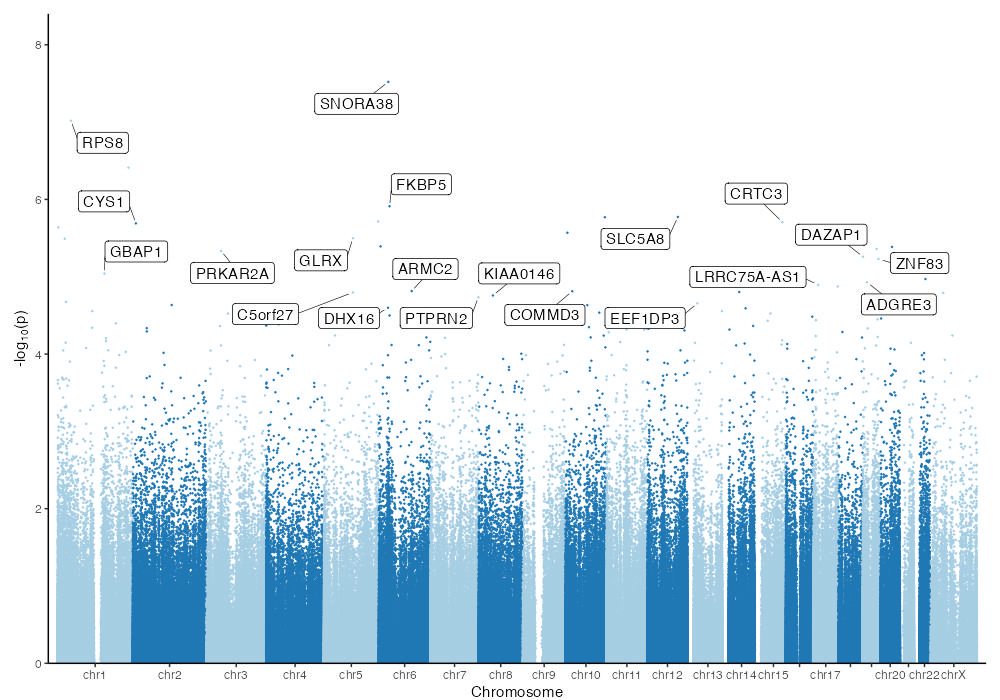 8
SNORA38
RPS8
FKBP5
CRTC3
6
CYS1
DAZAP1
SLC5A8
GBAP1
GLRX
ZNF83
PRKAR2A
ARMC2
KIAA0146
LRRC75A-AS1
ADGRE3
C5orf27
DHX16
PTPRN2
COMMD3
EEF1DP3
4
2
0
-log10(p)
chr1 chr2 chr3 chr4 chr5 chr6 chr7 chr8 chr9 chr10 chr11 chr12 chr13 chr14 chr15 chr17 chr20 chr22 chrX
Chromosome